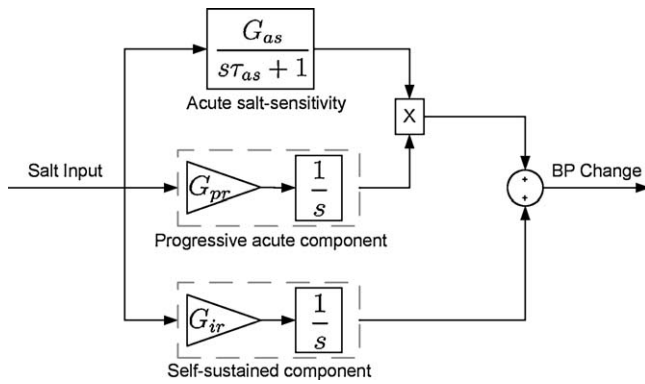 G_as
sτ_as + 1
Acute salt-sensitivity
X
Salt Input
G_pr
1
s
Progressive acute component
+
+
BP Change
G_ir
1
s
Self-sustained component